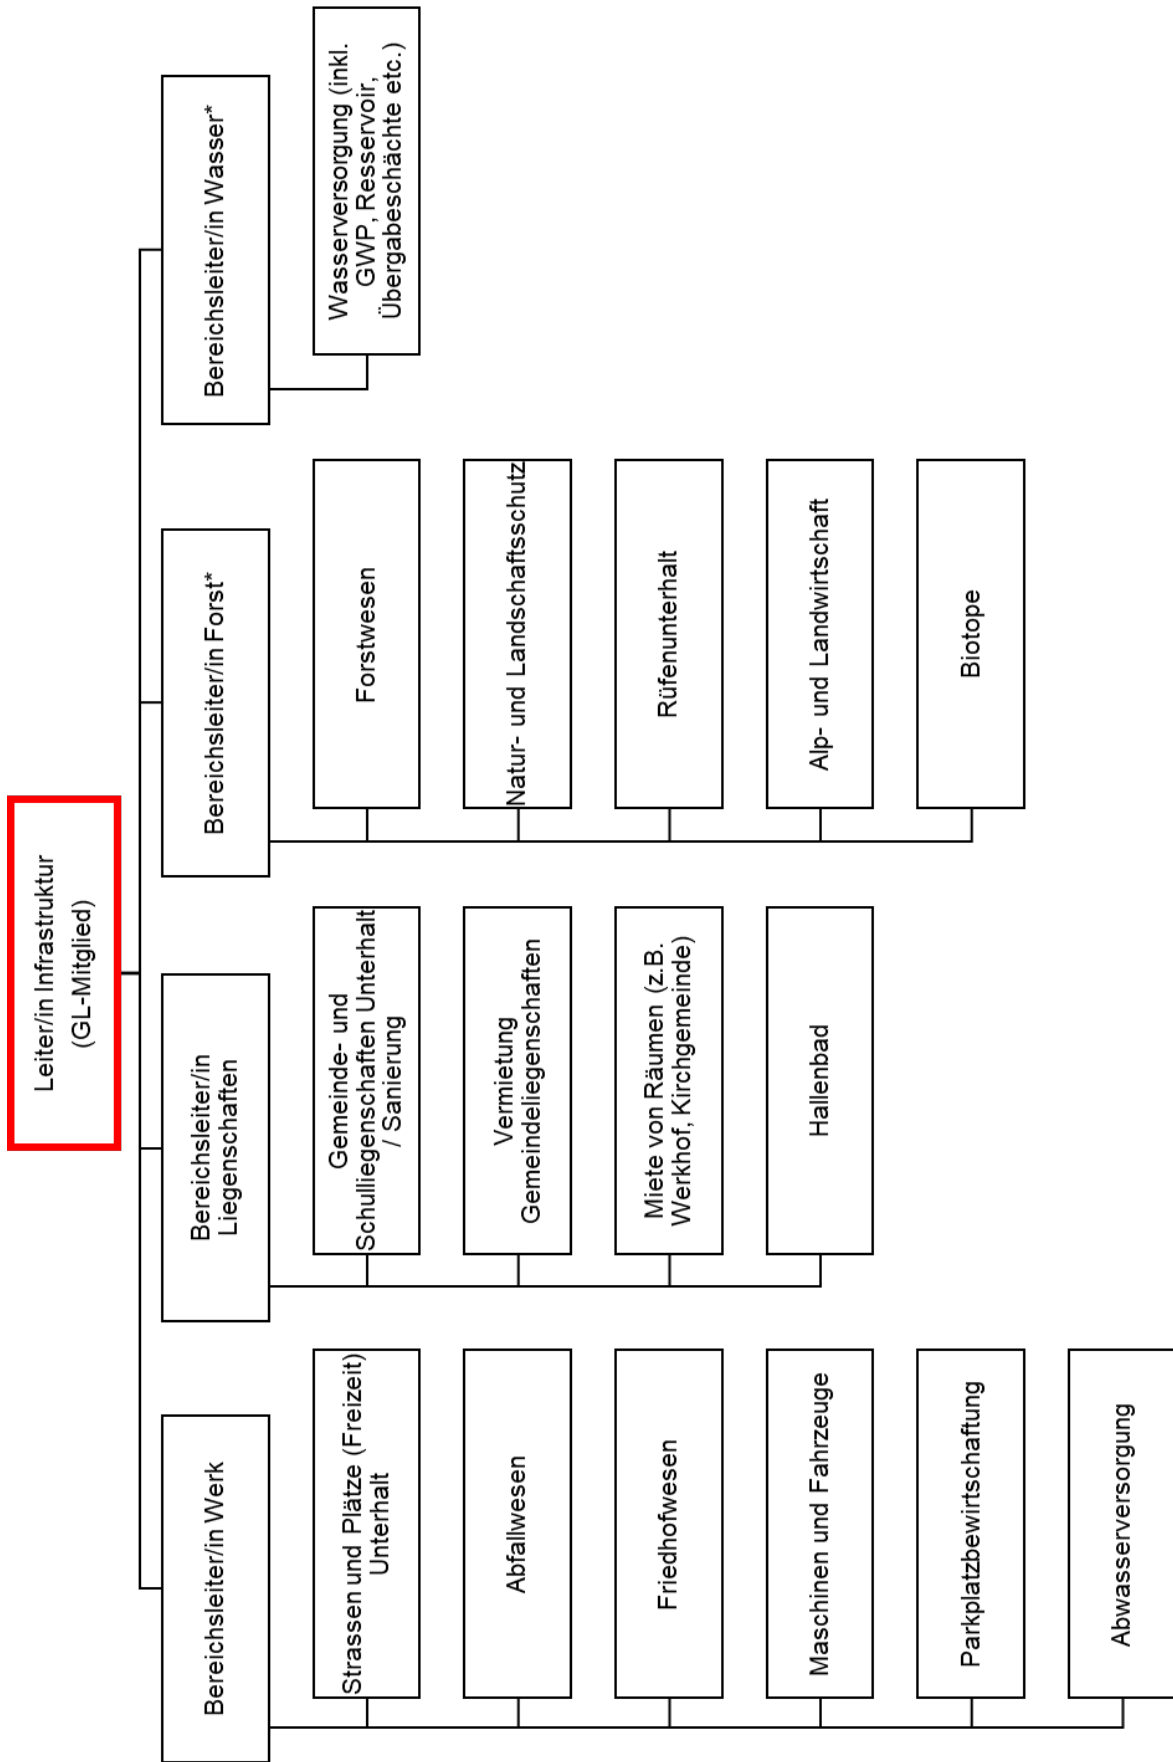 Leiter/in Infrastruktur
(GL-Mitglied)
Bereichsleiter/in Werk
Strassen und Plätze (Freizeit)
Unterhalt
Abfallwesen
Friedhofwesen
Maschinen und Fahrzeuge
Parkplatzbewirtschaftung
Abwasserversorgung
Bereichsleiter/in
Liegenschaften
Gemeinde- und
Schulliegenschaften Unterhalt
/ Sanierung
Vermietung
Gemeindeliegenschaften
Miete von Räumen (z.B.
Werkhof, Kirchgemeinde)
Hallenbad
Bereichsleiter/in Forst*
Forstwesen
Natur- und Landschaftsschutz
Rüfenunterhalt
Alp- und Landwirtschaft
Biotope
Bereichsleiter/in Wasser*
Wasserversorgung (inkl.
GWP, Resservoir,
Übergabeschächte etc.)